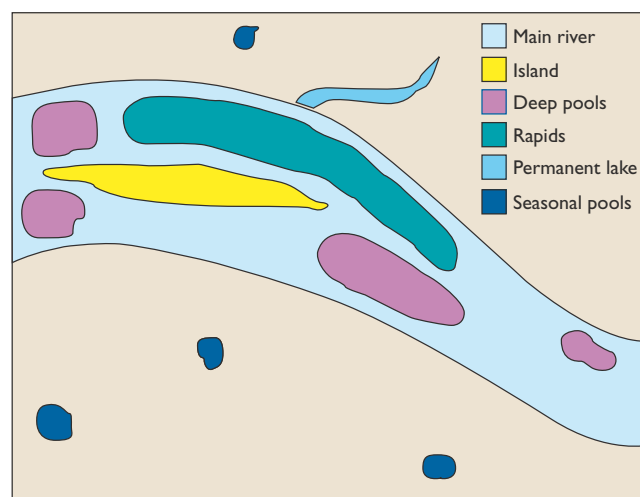 Main river
Island
Deep pools
Rapids
Permanent lake
Seasonal pools